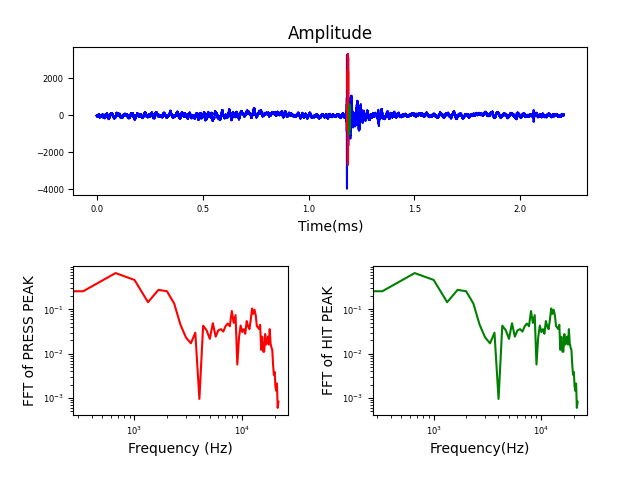 Amplitude
2000
0
−2000
−4000
0.0 0.5 1.0 1.5 2.0
Time(ms)
FFT of PRESS PEAK
10⁻¹
10⁻²
10⁻³
10³ 10⁴
Frequency (Hz)
FFT of HIT PEAK
10⁻¹
10⁻²
10⁻³
10³ 10⁴
Frequency(Hz)